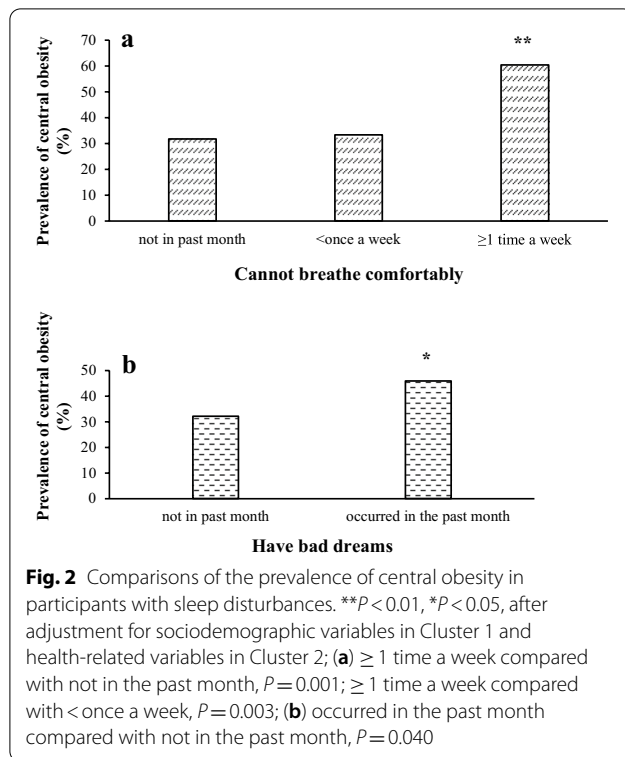 a
**
Prevalence of central obesity
(%)
70
60
50
40
30
20
10
0
not in past month
<once a week
≥1 time a week
Cannot breathe comfortably
b
*
Prevalence of central obesity
(%)
50
40
30
20
10
0
not in past month
occurred in the past month
Have bad dreams
Fig. 2 Comparisons of the prevalence of central obesity in
participants with sleep disturbances. **P < 0.01, *P < 0.05, after
adjustment for sociodemographic variables in Cluster 1 and
health-related variables in Cluster 2; (a) ≥ 1 time a week compared
with not in the past month, P = 0.001; ≥ 1 time a week compared
with < once a week, P = 0.003; (b) occurred in the past month
compared with not in the past month, P = 0.040